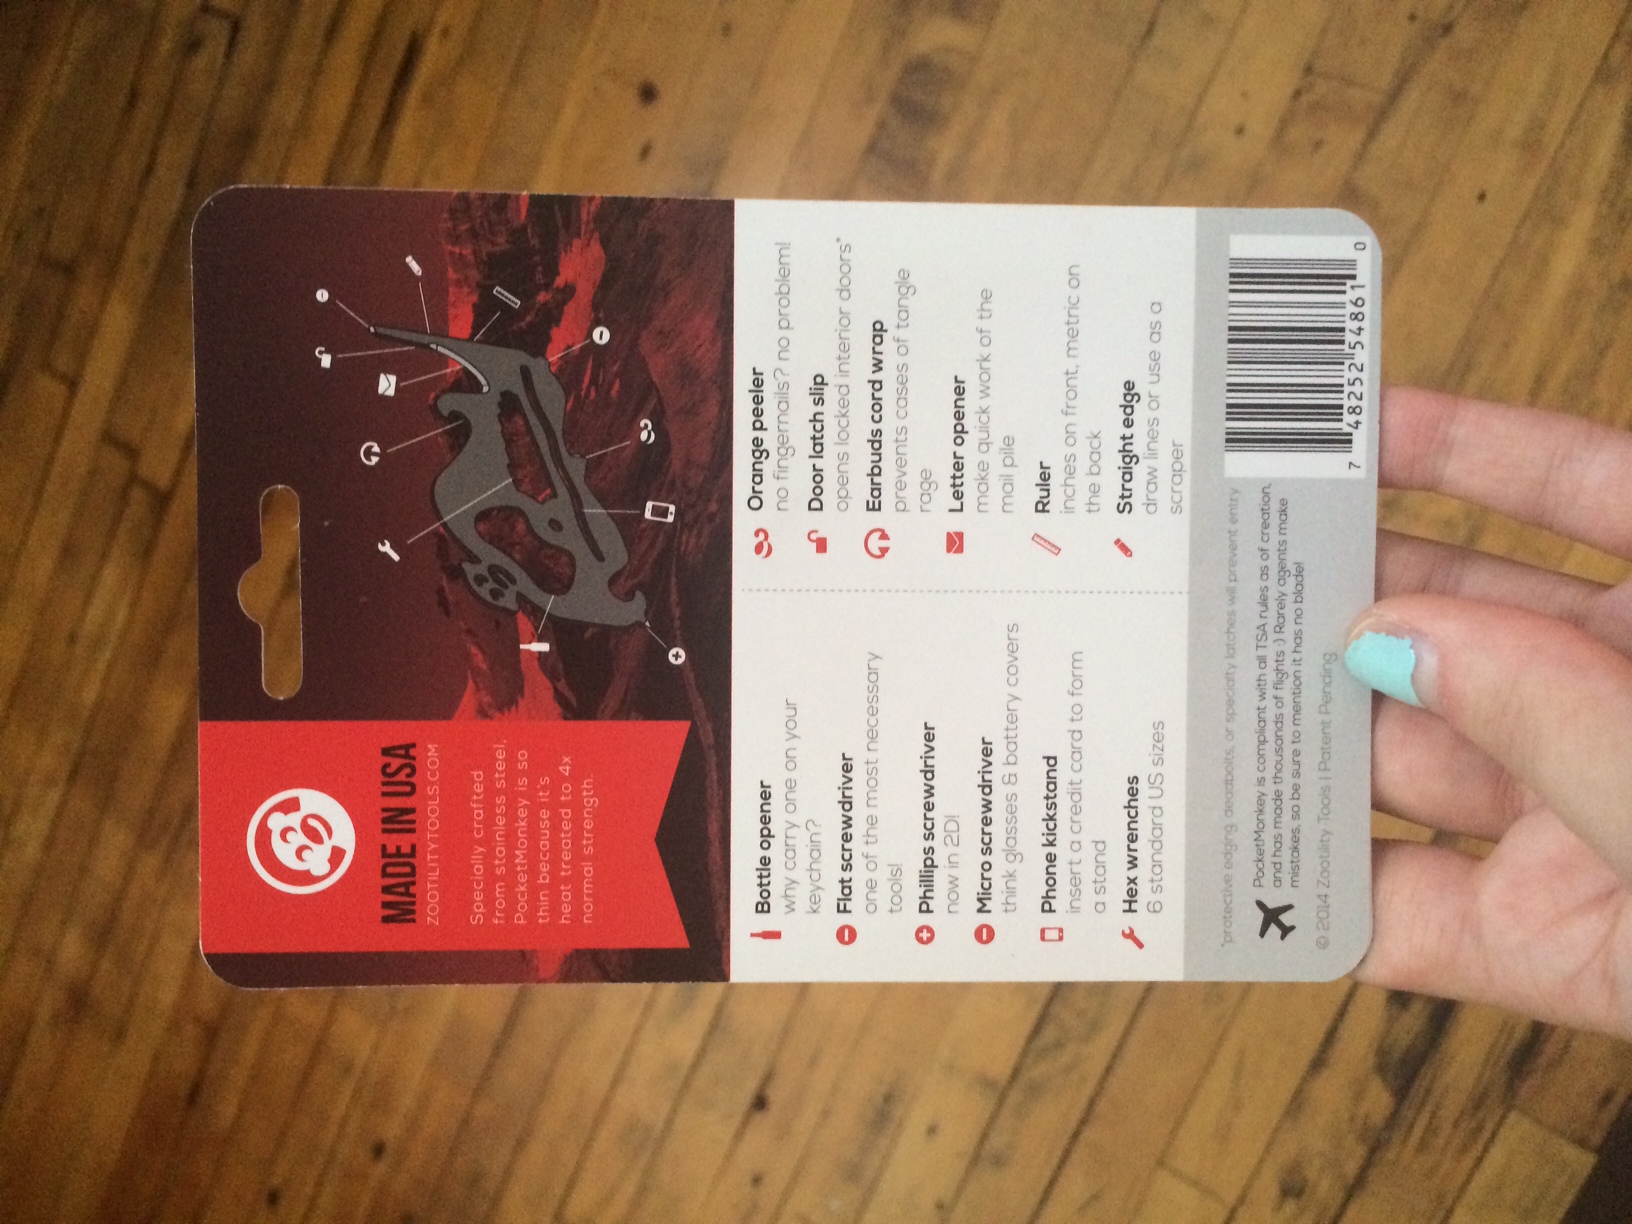 MADE IN USA
ZOOTILITYTOOLS.COM
Specially crafted
from stainless steel,
PocketMonkey is so
thin because it's
heat treated to 4x
normal strength.
Bottle opener
why carry one on your
keychain?
Flat screwdriver
one of the most necessary
tools!
Phillips screwdriver
now in 2D!
Micro screwdriver
think glasses & battery covers
Phone kickstand
insert a credit card to form
a stand
Hex wrenches
6 standard US sizes
Orange peeler
no fingernails? no problem!
Door latch slip
opens locked interior doors*
Earbuds cord wrap
prevents cases of tangle
rage
Letter opener
make quick work of the
mail pile
Ruler
inches on front, metric on
the back
Straight edge
draw lines or use as a
scraper
*protective edging, deadbolts, or specialty latches will prevent entry
PocketMonkey is compliant with all TSA rules as of creation,
and has made thousands of flights :) Rarely agents make
mistakes, so be sure to mention it has no blade!
© 2014 Zootility Tools | Patent Pending
7 48252 54861 0